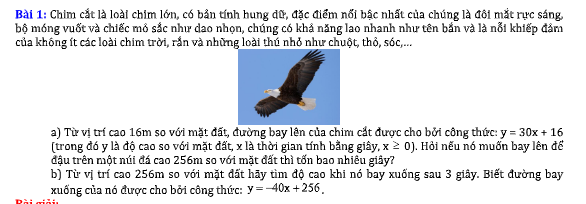 Bài 1: Chim cắt là loài chim lớn, có bản tính hung dữ, đặc điểm nổi bậc nhất của chúng là đôi mắt rực sáng,
bộ móng vuốt và chiếc mỏ sắc như dao nhọn, chúng có khả năng lao nhanh như tên bắn và là nỗi khiếp đảm
của không ít các loài chim trời, rắn và những loài thú nhỏ như chuột, thỏ, sóc,...
a) Từ vị trí cao 16m so với mặt đất, đường bay lên của chim cắt được cho bởi công thức: y = 30x + 16
(trong đó y là độ cao so với mặt đất, x là thời gian tính bằng giây, x ≥ 0). Hỏi nếu nó muốn bay lên để
đậu trên một núi đá cao 256m so với mặt đất thì tốn bao nhiêu giây?
b) Từ vị trí cao 256m so với mặt đất hãy tìm độ cao khi nó bay xuống sau 3 giây. Biết đường bay
xuống của nó được cho bởi công thức: y = −40x + 256.
Bài giải: